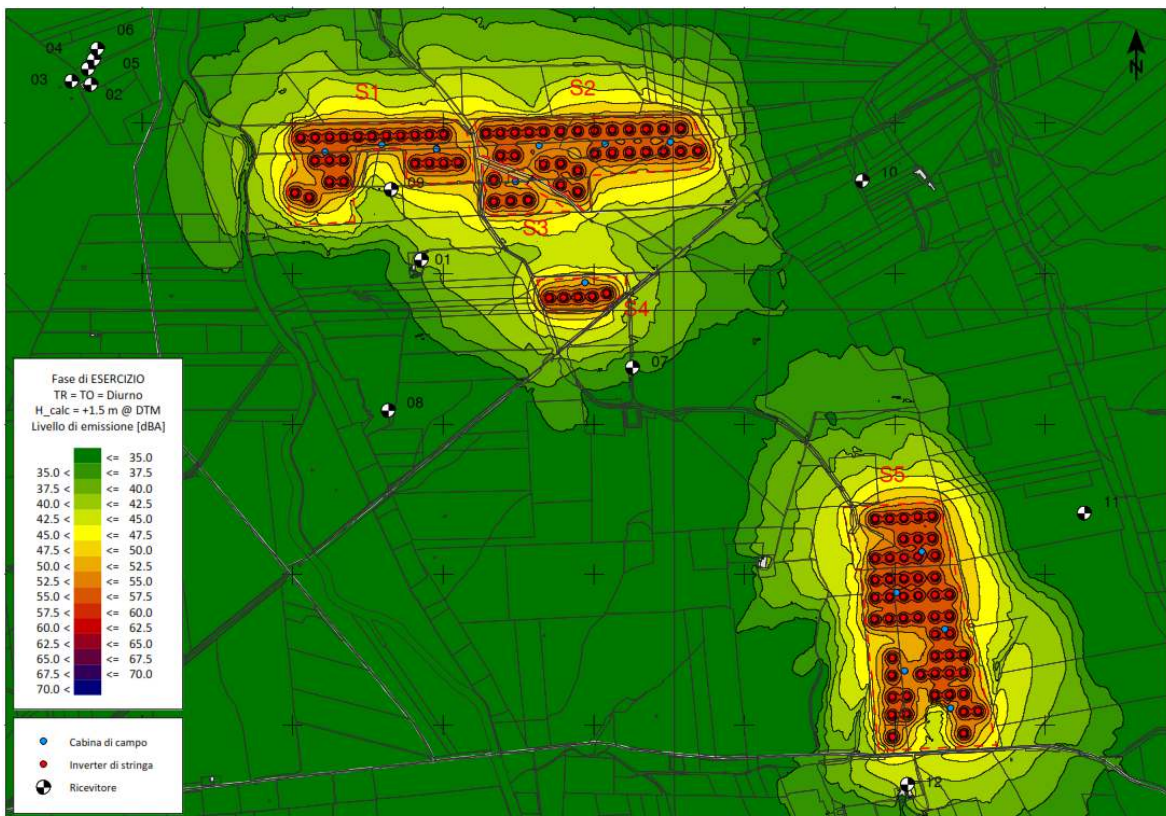 06
04
05
03
02
S1
S2
N
10
09
S3
01
S4
07
08
S5
11
12
Fase di ESERCIZIO
TR = TO = Diurno
H_calc = +1.5 m @ DTM
Livello di emissione [dBA]
<= 35.0
35.0 < <= 37.5
37.5 < <= 40.0
40.0 < <= 42.5
42.5 < <= 45.0
45.0 < <= 47.5
47.5 < <= 50.0
50.0 < <= 52.5
52.5 < <= 55.0
55.0 < <= 57.5
57.5 < <= 60.0
60.0 < <= 62.5
62.5 < <= 65.0
65.0 < <= 67.5
67.5 < <= 70.0
70.0 <
Cabina di campo
Inverter di stringa
Ricevitore